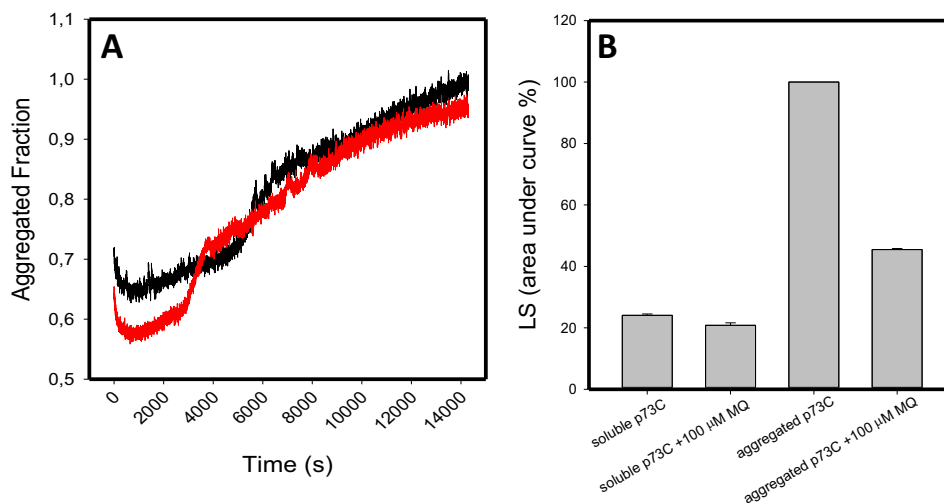 A
1,1
1,0
0,9
0,8
0,7
0,6
0,5
Aggregated Fraction
0
2000
4000
6000
8000
10000
12000
14000
Time (s)
B
120
100
80
60
40
20
0
LS (area under curve %)
soluble p73C
soluble p73C +100 μM MQ
aggregated p73C
aggregated p73C +100 μM MQ